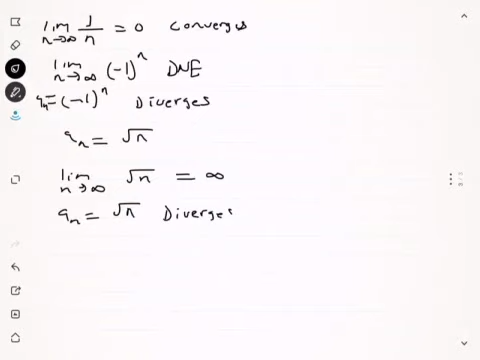 lim n→∞ 1/n = 0 Converges
lim n→∞ (-1)^n DNE
a_n = (-1)^n Diverges
a_n = √n
lim n→∞ √n = ∞
a_n = √n Diverges